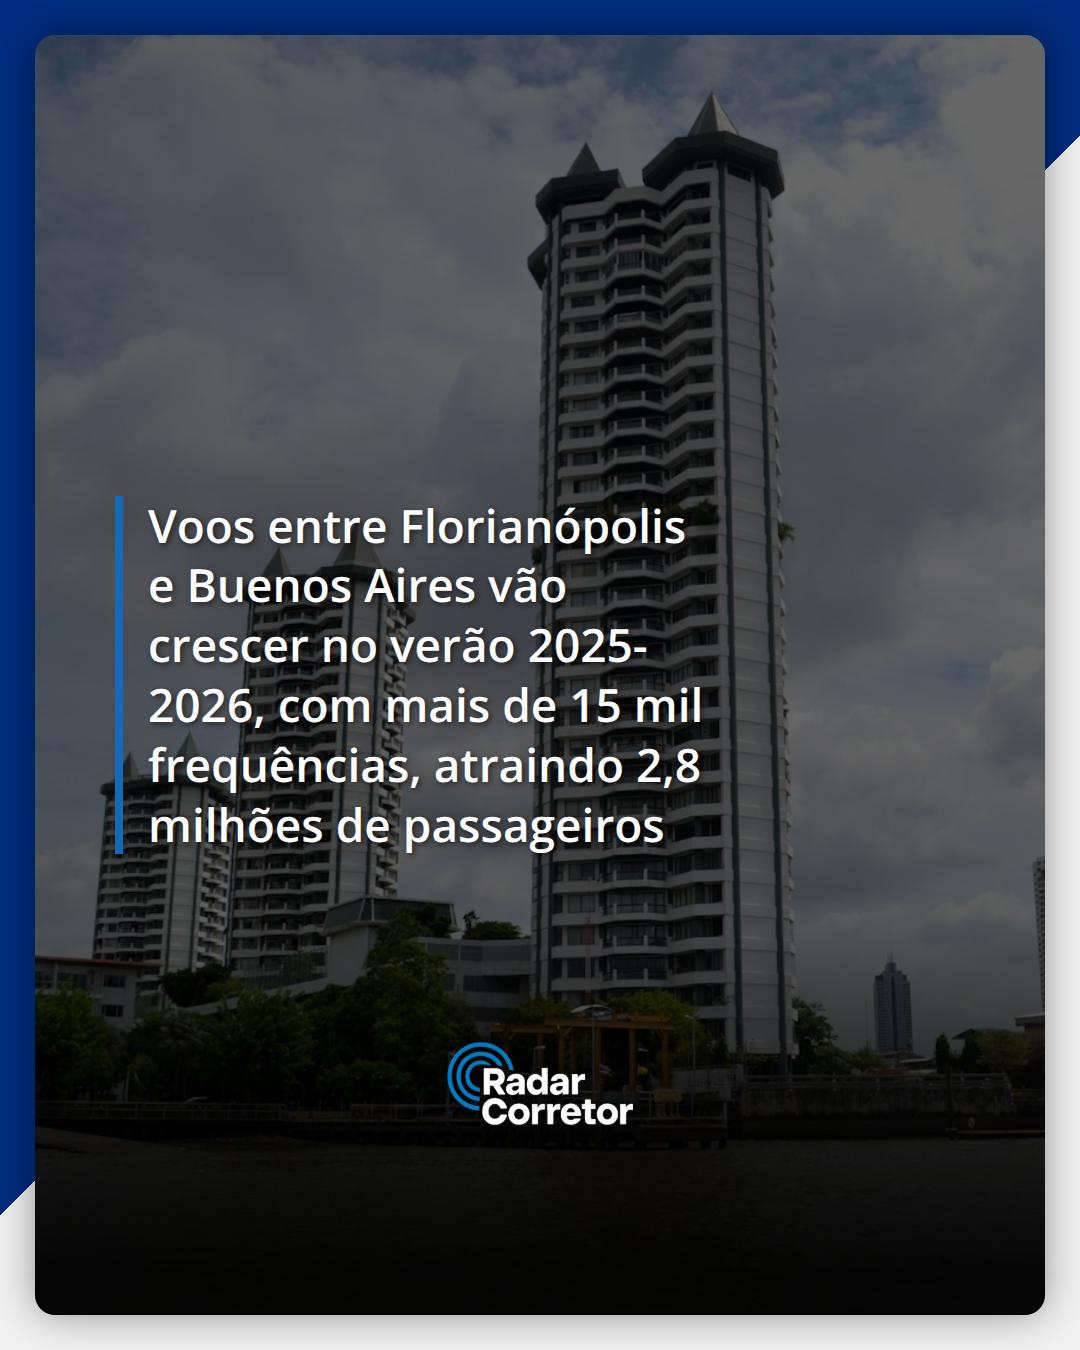 Voos entre Florianópolis
e Buenos Aires vão
crescer no verão 2025-
2026, com mais de 15 mil
frequências, atraindo 2,8
milhões de passageiros
Radar
Corretor